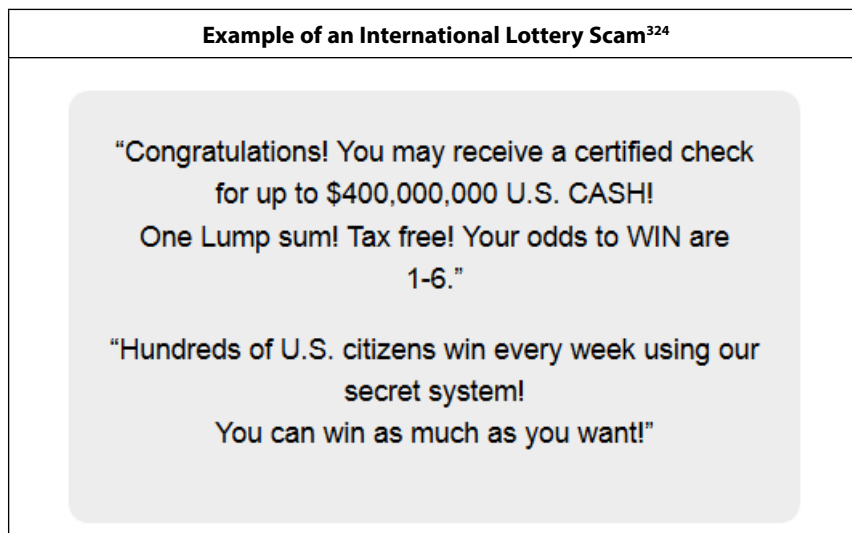 Example of an International Lottery Scam³²⁴
“Congratulations! You may receive a certified check
for up to $400,000,000 U.S. CASH!
One Lump sum! Tax free! Your odds to WIN are
1-6.”
“Hundreds of U.S. citizens win every week using our
secret system!
You can win as much as you want!”